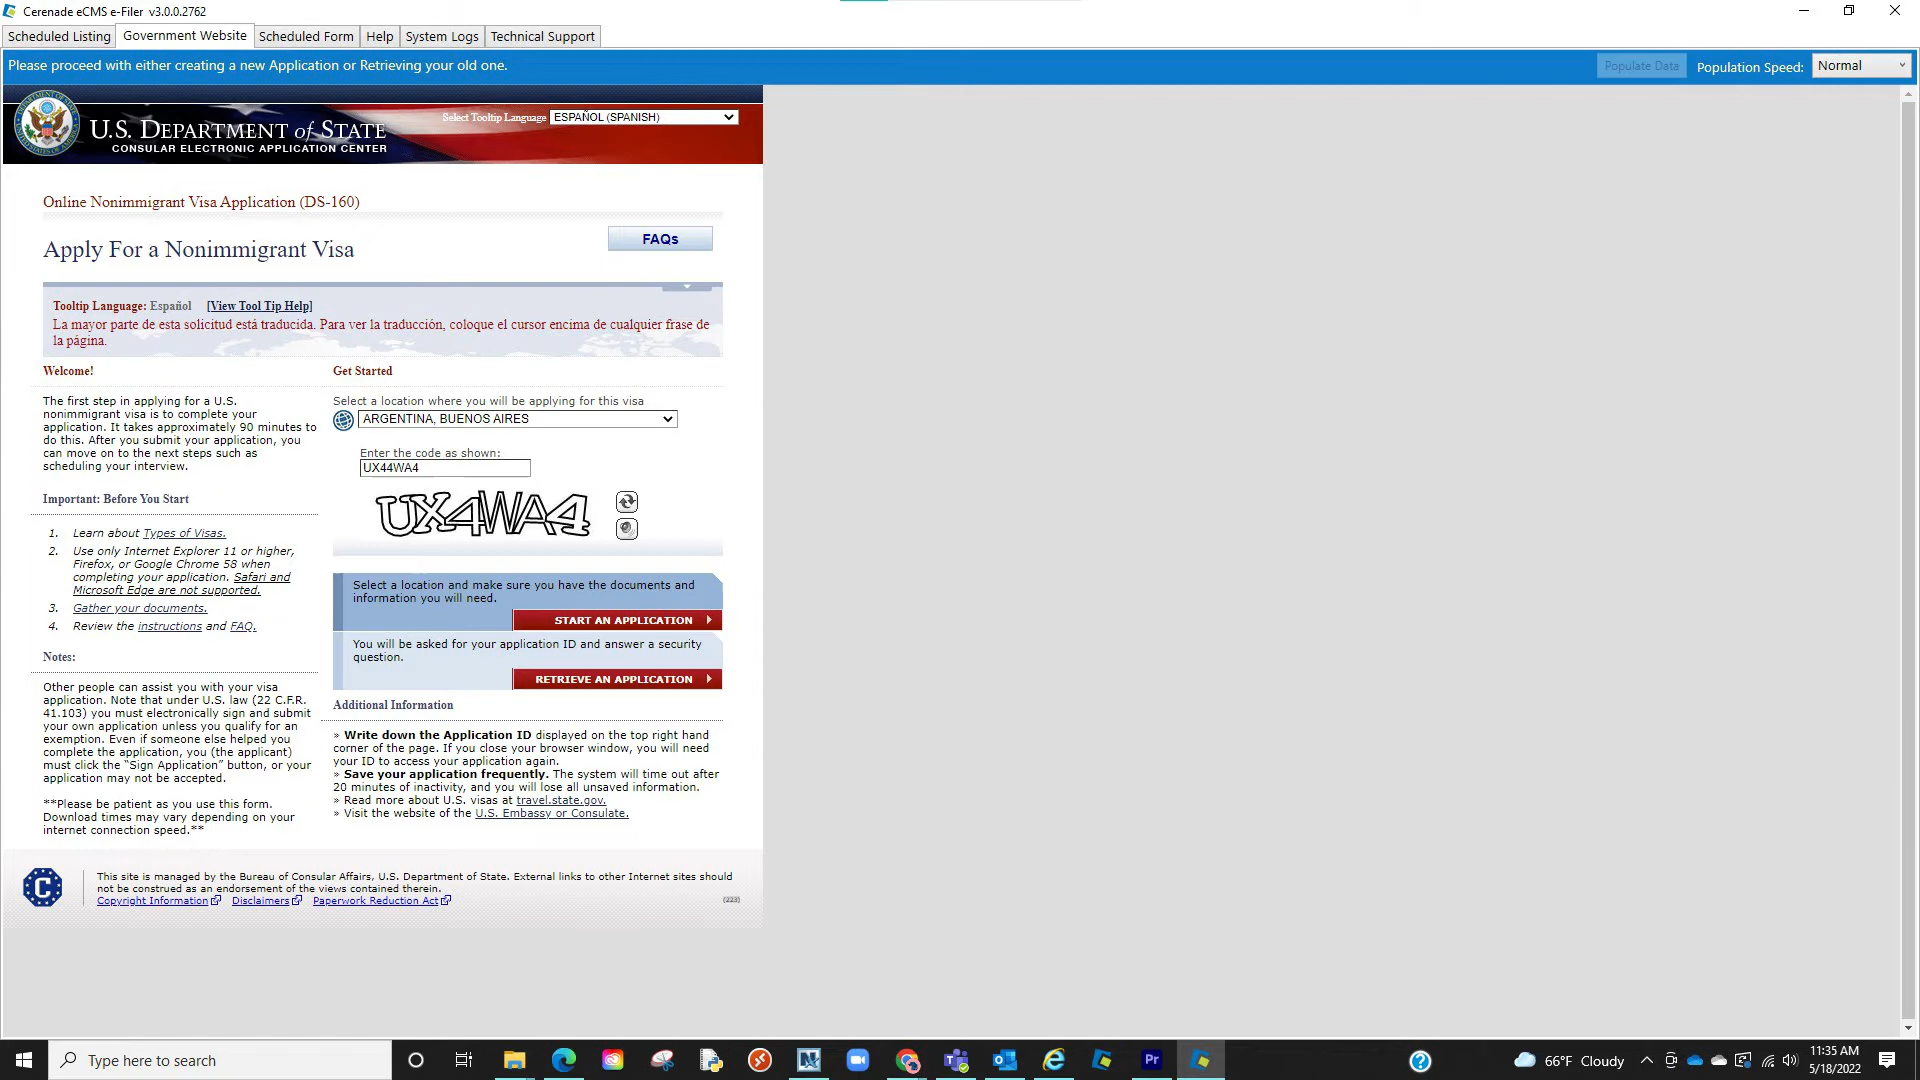 Cerenade eCMS e-Filer v3.0.0.2762
Scheduled Listing
Government Website
Scheduled Form
Help
System Logs
Technical Support
Please proceed with either creating a new Application or Retrieving your old one.
Populate Data
Population Speed:
Normal
U.S. DEPARTMENT of STATE
CONSULAR ELECTRONIC APPLICATION CENTER
Select Tooltip Language
ESPAÑOL (SPANISH)
Online Nonimmigrant Visa Application (DS-160)
Apply For a Nonimmigrant Visa
FAQs
Tooltip Language: Español [View Tool Tip Help]
La mayor parte de esta solicitud está traducida. Para ver la traducción, coloque el cursor encima de cualquier frase de
la página.
Welcome!
The first step in applying for a U.S.
nonimmigrant visa is to complete your
application. It takes approximately 90 minutes to
do this. After you submit your application, you
can move on to the next steps such as
scheduling your interview.
Important: Before You Start
1. Learn about Types of Visas.
2. Use only Internet Explorer 11 or higher,
Firefox, or Google Chrome 58 when
completing your application. Safari and
Microsoft Edge are not supported.
3. Gather your documents.
4. Review the instructions and FAQ.
Notes:
Other people can assist you with your visa
application. Note that under U.S. law (22 C.F.R.
41.103) you must electronically sign and submit
your own application unless you qualify for an
exemption. Even if someone else helped you
complete the application, you (the applicant)
must click the “Sign Application” button, or your
application may not be accepted.
**Please be patient as you use this form.
Download times may vary depending on your
internet connection speed.**
Get Started
Select a location where you will be applying for this visa
ARGENTINA, BUENOS AIRES
Enter the code as shown:
UX44WA4
UX4WA4
Select a location and make sure you have the documents and
information you will need.
START AN APPLICATION
You will be asked for your application ID and answer a security
question.
RETRIEVE AN APPLICATION
Additional Information
» Write down the Application ID displayed on the top right hand
corner of the page. If you close your browser window, you will need
your ID to access your application again.
» Save your application frequently. The system will time out after
20 minutes of inactivity, and you will lose all unsaved information.
» Read more about U.S. visas at travel.state.gov.
» Visit the website of the U.S. Embassy or Consulate.
This site is managed by the Bureau of Consular Affairs, U.S. Department of State. External links to other Internet sites should
not be construed as an endorsement of the views contained therein.
Copyright Information Disclaimers Paperwork Reduction Act
(223)
Type here to search
Pr
66°F Cloudy
11:35 AM
5/18/2022